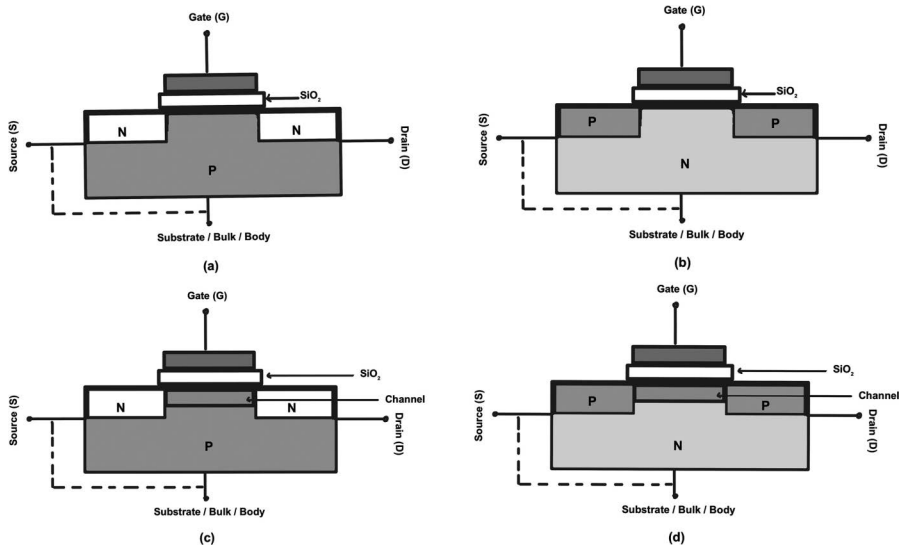 Gate (G)
SiO₂
N
N
P
Source (S)
Drain (D)
Substrate / Bulk / Body
(a)
Gate (G)
SiO₂
P
P
N
Source (S)
Drain (D)
Substrate / Bulk / Body
(b)
Gate (G)
SiO₂
Channel
N
N
P
Source (S)
Drain (D)
Substrate / Bulk / Body
(c)
Gate (G)
SiO₂
Channel
P
P
N
Source (S)
Drain (D)
Substrate / Bulk / Body
(d)